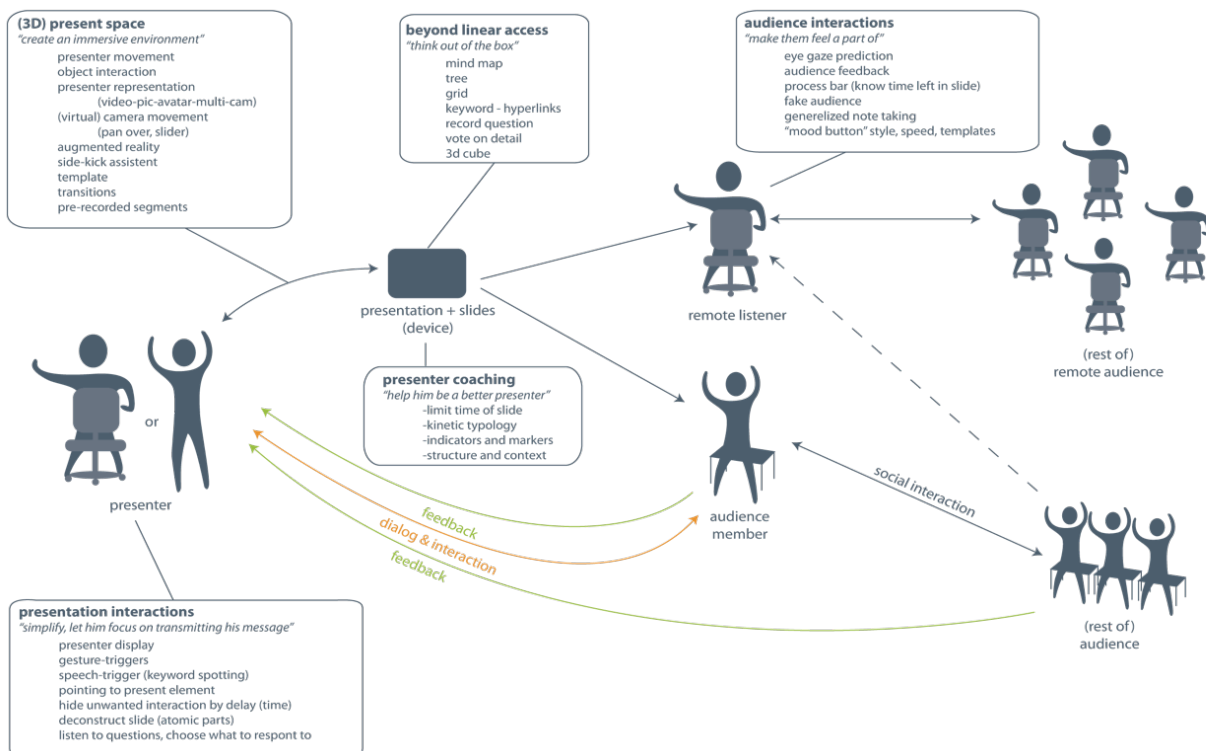 (3D) present space
"create an immersive environment"
presenter movement
object interaction
presenter representation
(video-pic-avatar-multi-cam)
(virtual) camera movement
(pan over, slider)
augmented reality
side-kick assistent
template
transitions
pre-recorded segments
beyond linear access
"think out of the box"
mind map
tree
grid
keyword - hyperlinks
record question
vote on detail
3d cube
audience interactions
"make them feel a part of"
eye gaze prediction
audience feedback
process bar (know time left in slide)
fake audience
generelized note taking
"mood button" style, speed, templates
presentation + slides
(device)
remote listener
(rest of)
remote audience
presenter coaching
"help him be a better presenter"
-limit time of slide
-kinetic typology
-indicators and markers
-structure and context
or
presenter
feedback
dialog & interaction
feedback
audience
member
social interaction
(rest of)
audience
presentation interactions
"simplify, let him focus on transmitting his message"
presenter display
gesture-triggers
speech-trigger (keyword spotting)
pointing to present element
hide unwanted interaction by delay (time)
deconstruct slide (atomic parts)
listen to questions, choose what to respont to